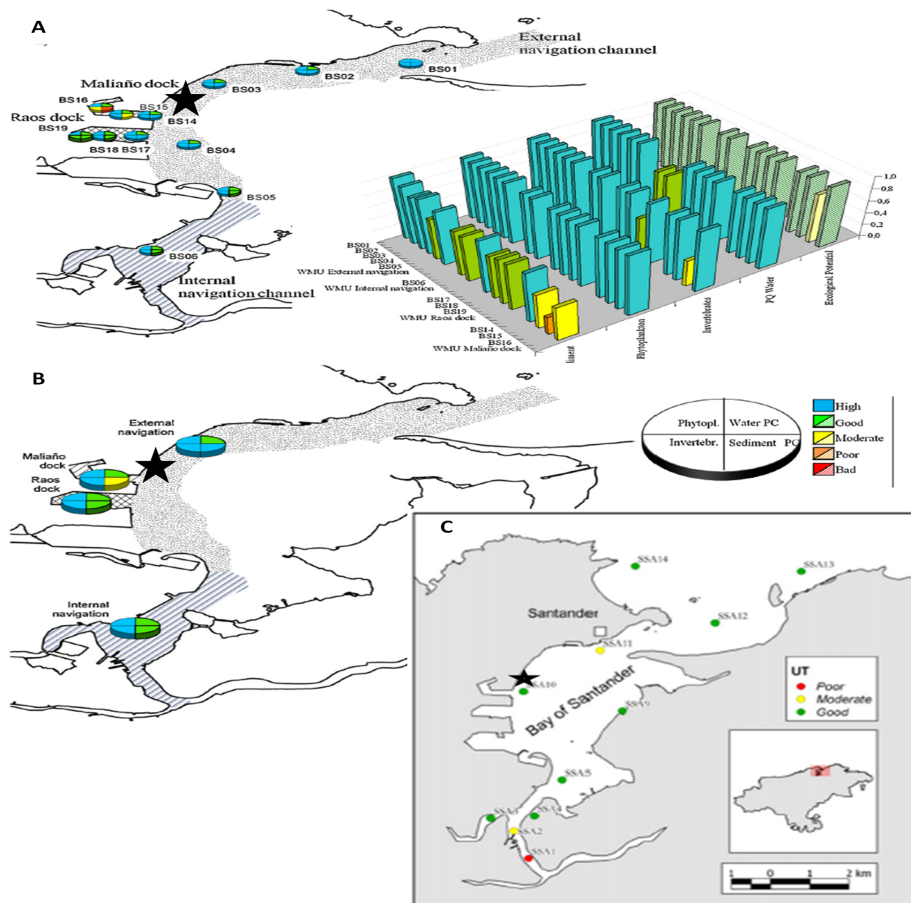 A
External
navigation channel
BS01
BS02
BS03
Maliaño dock
BS16
BS15
BS14
Raos dock
BS19
BS18
BS17
BS04
BS05
BS06
Internal
navigation channel
1,0
0,8
0,6
0,4
0,2
0,0
BS01
BS02
BS03
BS04
BS05
WMU External navigation
BS06
WMU Internal navigation
BS17
BS18
BS19
WMU Raos dock
BS14
BS15
BS16
WMU Maliaño dock
Phytoplankton
Invertebrates
PQ Water
Ecological Potential
B
External
navigation
Maliaño
dock
Raos
dock
Internal
navigation
Phytopl.
Water PC
Invertebr.
Sediment PC
High
Good
Moderate
Poor
Bad
C
SSA14
SSA13
SSA12
Santander
SSA11
SA10
Bay of Santander
SSA5
SSA2
SSA1
UT
Poor
Moderate
Good
1 0 1 2 km